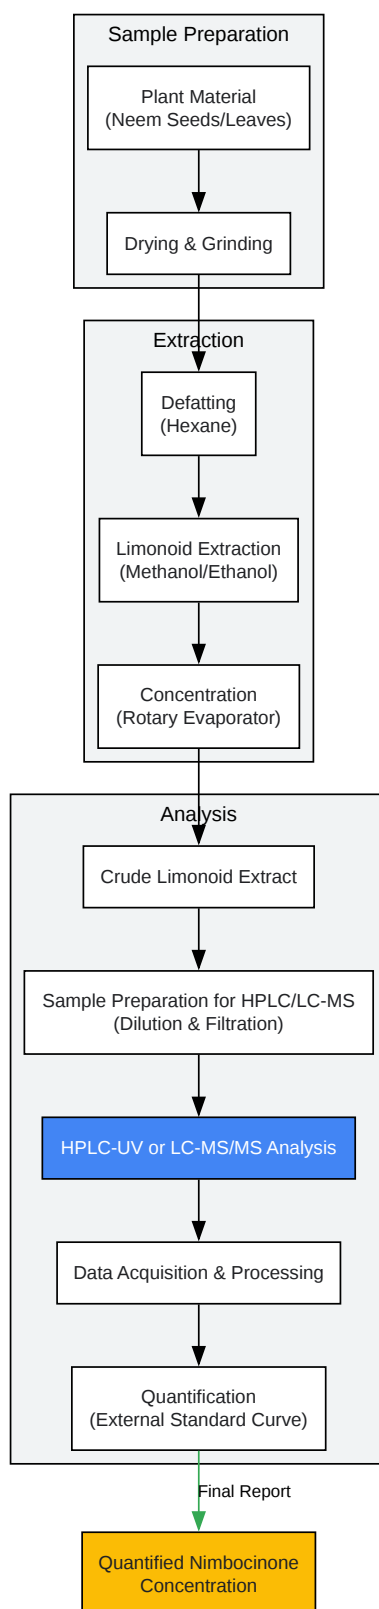 Sample Preparation
Plant Material
(Neem Seeds/Leaves)
Drying & Grinding
Extraction
Defatting
(Hexane)
Limonoid Extraction
(Methanol/Ethanol)
Concentration
(Rotary Evaporator)
Analysis
Crude Limonoid Extract
Sample Preparation for HPLC/LC-MS
(Dilution & Filtration)
HPLC-UV or LC-MS/MS Analysis
Data Acquisition & Processing
Quantification
(External Standard Curve)
Final Report
Quantified Nimbocinone
Concentration